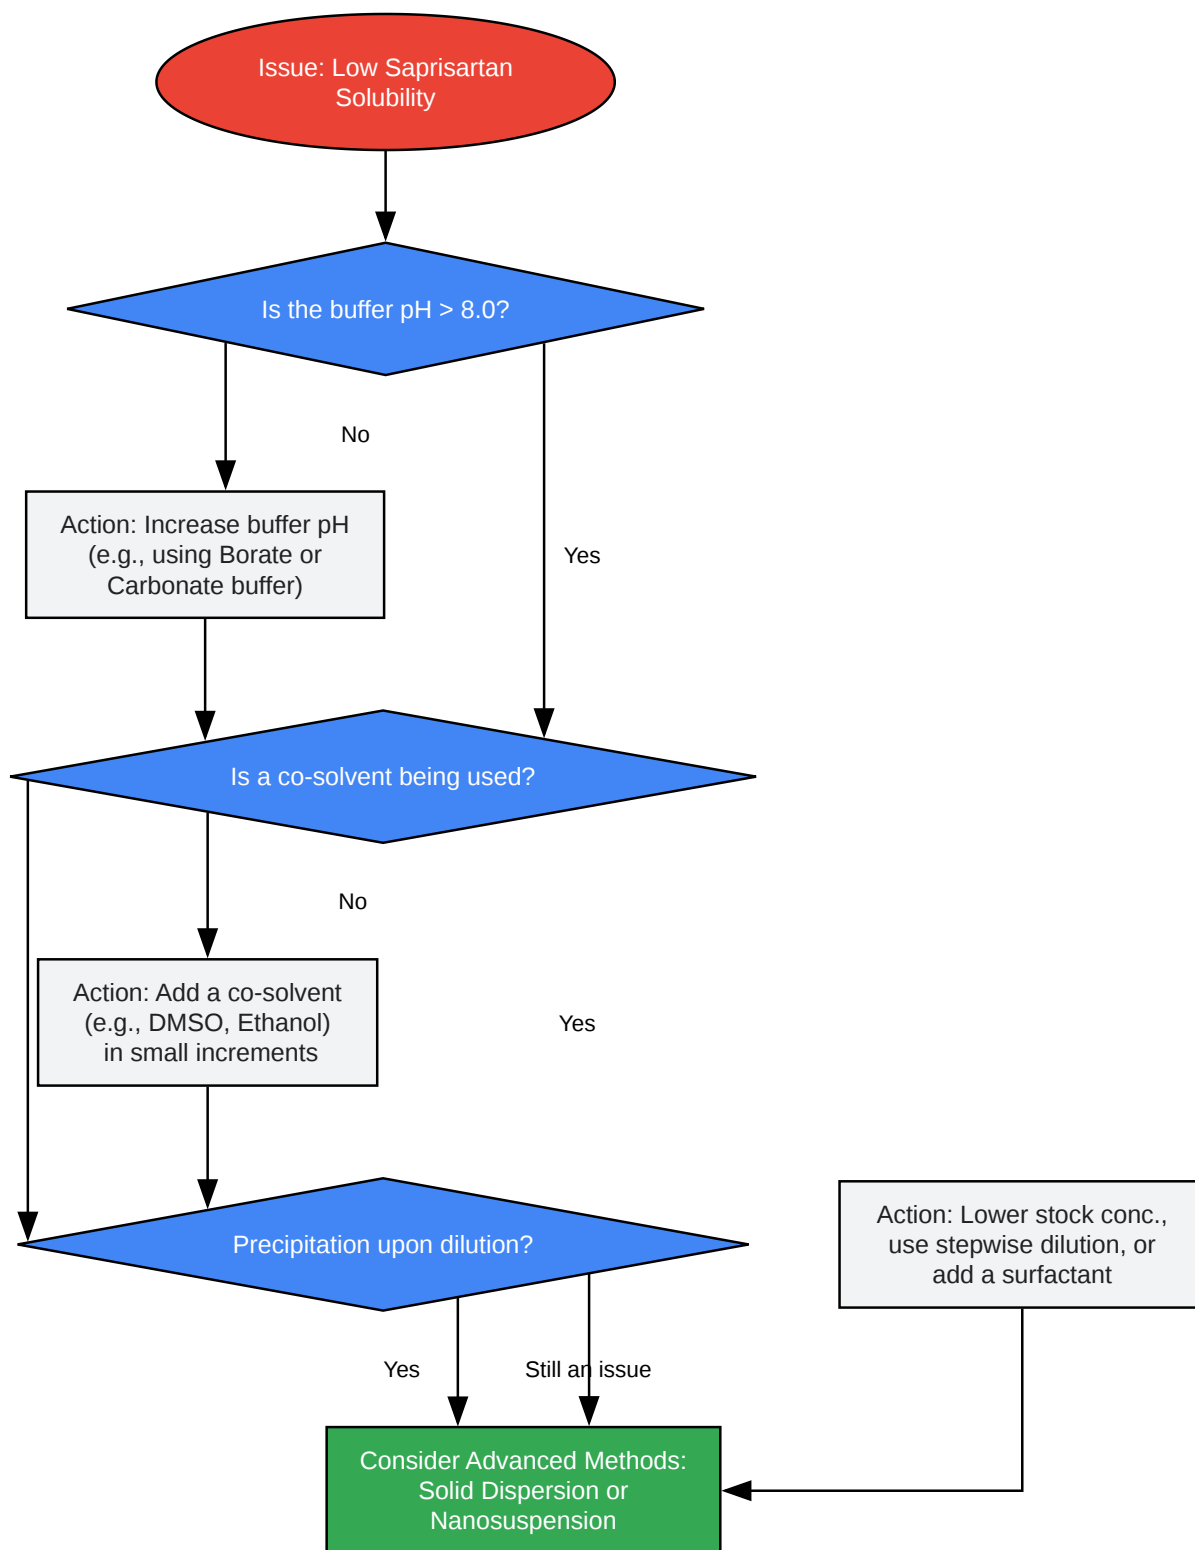 Issue: Low Saprisartan
Solubility
Is the buffer pH > 8.0?
No
Action: Increase buffer pH
(e.g., using Borate or
Carbonate buffer)
Yes
Is a co-solvent being used?
No
Action: Add a co-solvent
(e.g., DMSO, Ethanol)
in small increments
Yes
Precipitation upon dilution?
Action: Lower stock conc.,
use stepwise dilution, or
add a surfactant
Yes
Still an issue
Consider Advanced Methods:
Solid Dispersion or
Nanosuspension